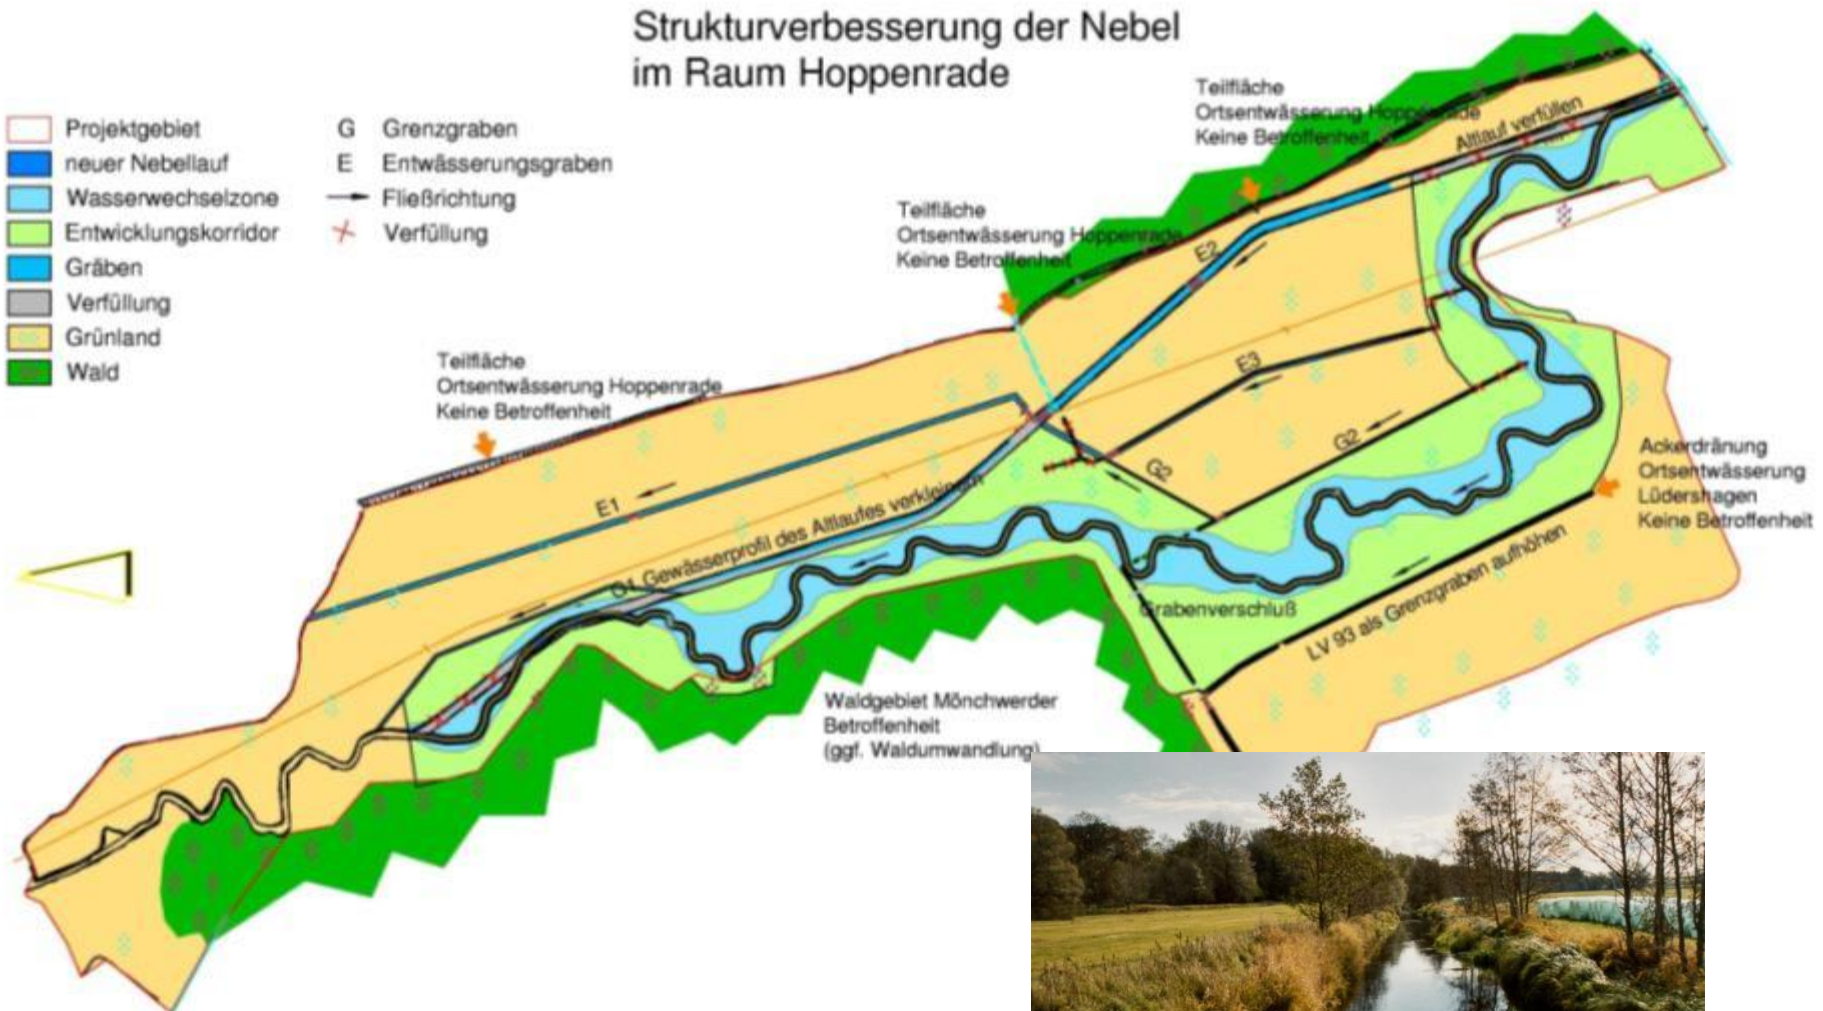 Strukturverbesserung der Nebel
im Raum Hoppenrade
Projektgebiet
neuer Nebellauf
Wasserwechselzone
Entwicklungskorridor
Gräben
Verfüllung
Grünland
Wald
G Grenzgraben
E Entwässerungsgraben
Fließrichtung
Verfüllung
Teilfläche
Ortsentwässerung Hoppenrade
Keine Betroffenheit
Altlauf verfüllen
Teilfläche
Ortsentwässerung Hoppenrade
Keine Betroffenheit
E2
Teilfläche
Ortsentwässerung Hoppenrade
Keine Betroffenheit
E3
G2
G2
E1
G1 Gewässerprofil des Altlaufes verkleinern
Ackerdränung
Ortsentwässerung
Lüdershagen
Keine Betroffenheit
Grabenverschluß
LV 93 als Grenzgraben aufhöhen
Waldgebiet Mönchwerder
Betroffenheit
(ggf. Waldumwandlung)